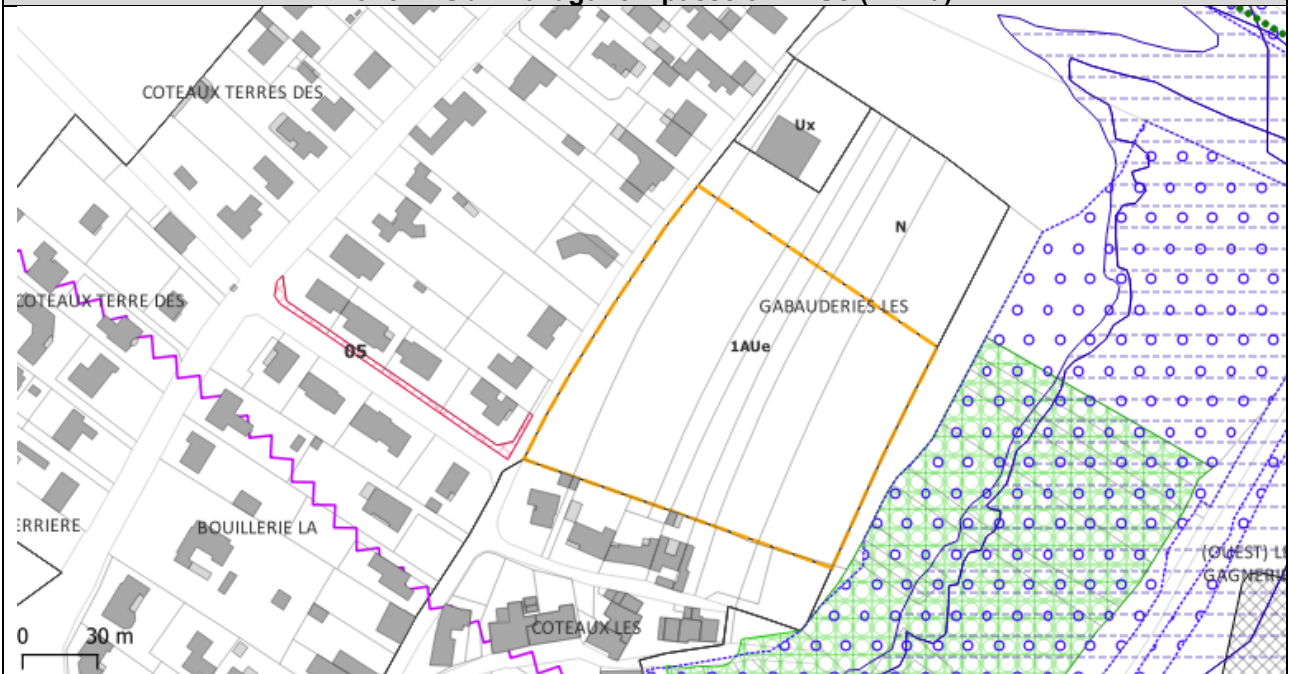 COTEAUX TERRES DES
Ux
N
COTEAUX TERRE DES
GABAUDERIES LES
05
1AUe
ERRIERE
BOUILLERIE LA
(OUEST) L
GAGNERI
COTEAUX LES
0 30 m